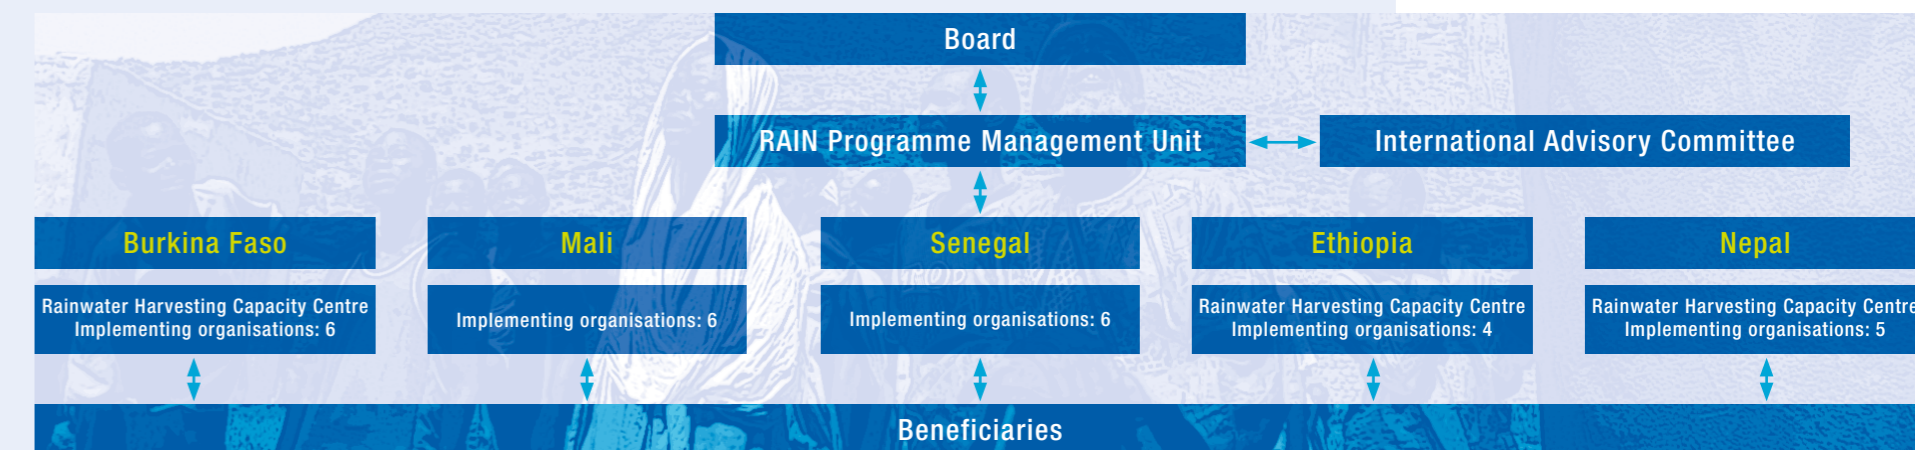 Board
RAIN Programme Management Unit
International Advisory Committee
Burkina Faso
Mali
Senegal
Ethiopia
Nepal
Rainwater Harvesting Capacity Centre
Implementing organisations: 6
Implementing organisations: 6
Implementing organisations: 6
Rainwater Harvesting Capacity Centre
Implementing organisations: 4
Rainwater Harvesting Capacity Centre
Implementing organisations: 5
Beneficiaries